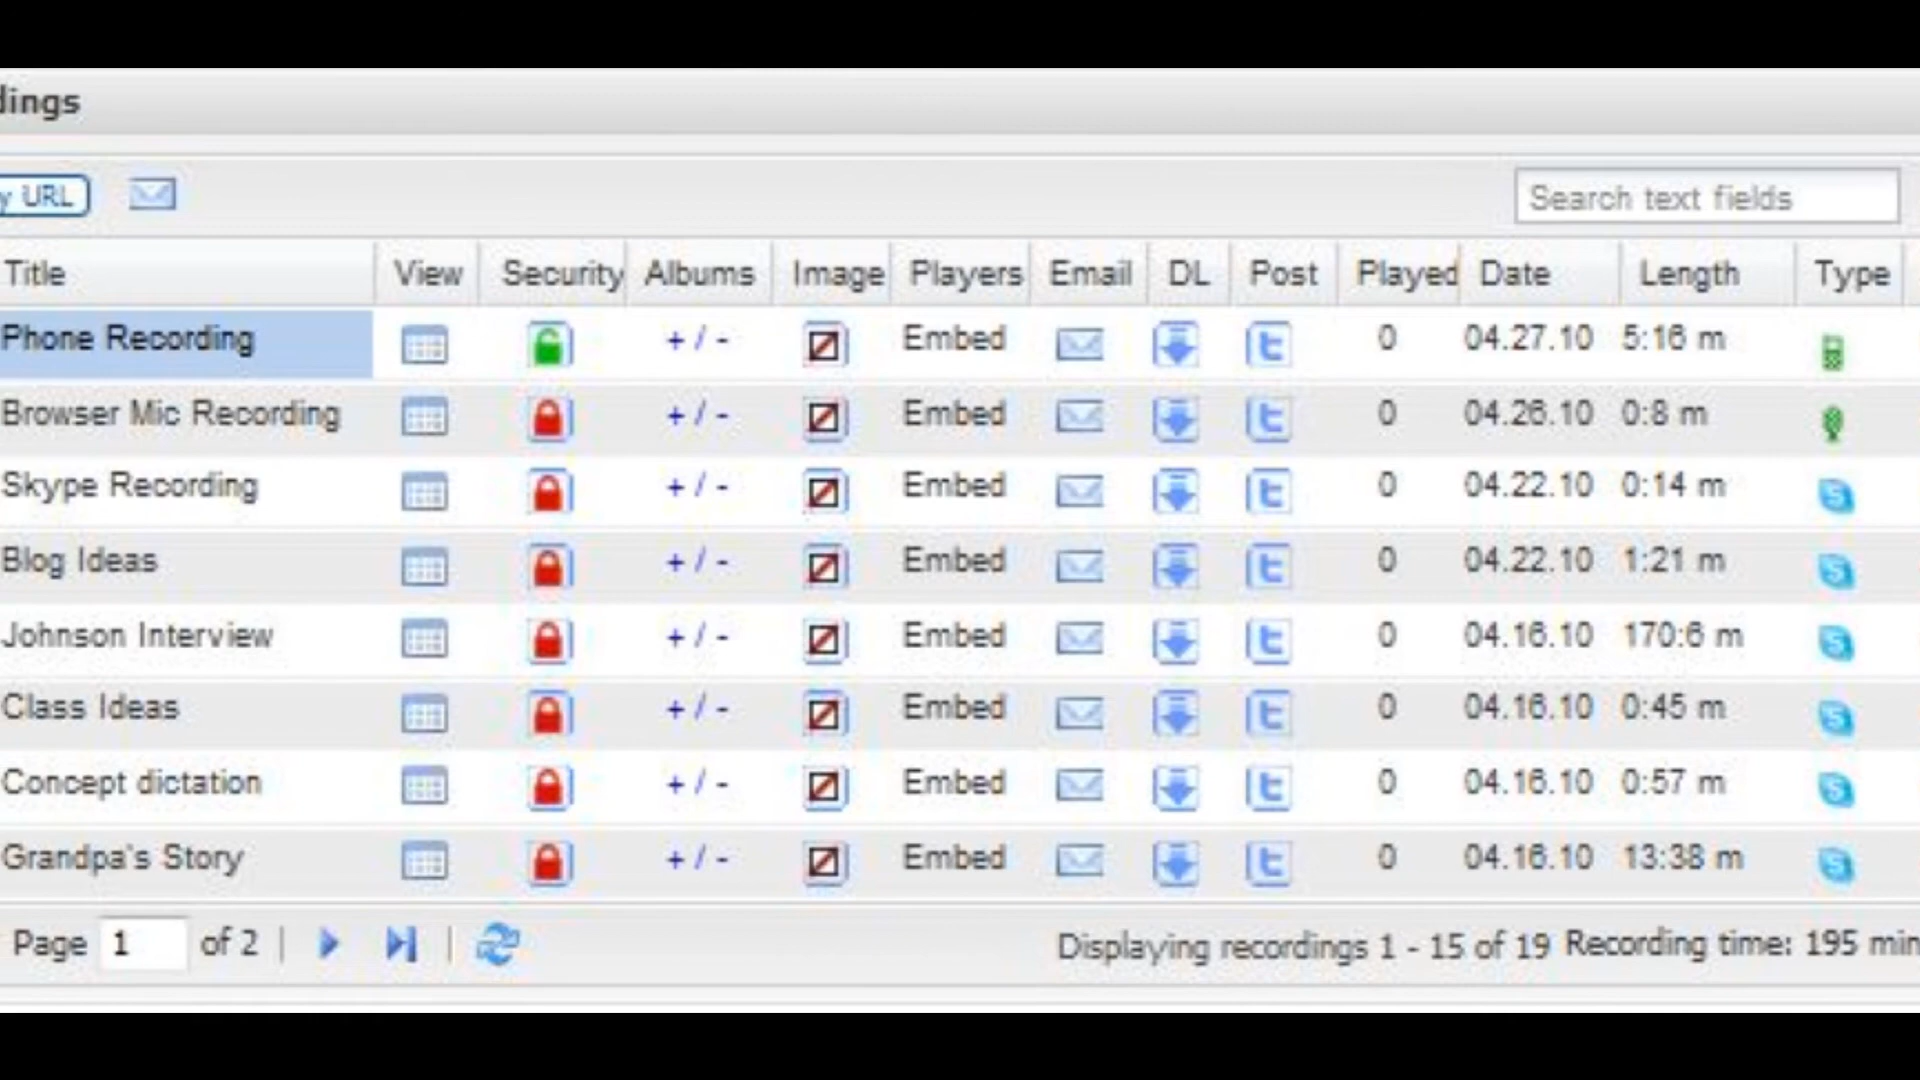 dings
y URL Search text fields
Title View Security Albums Image Players Email DL Post Played Date Length Type
Phone Recording + / - Embed 0 04.27.10 5:16 m
Browser Mic Recording + / - Embed 0 04.26.10 0:8 m
Skype Recording + / - Embed 0 04.22.10 0:14 m
Blog Ideas + / - Embed 0 04.22.10 1:21 m
Johnson Interview + / - Embed 0 04.16.10 170:6 m
Class Ideas + / - Embed 0 04.16.10 0:45 m
Concept dictation + / - Embed 0 04.16.10 0:57 m
Grandpa's Story + / - Embed 0 04.16.10 13:38 m
Page 1 of 2 Displaying recordings 1 - 15 of 19 Recording time: 195 min